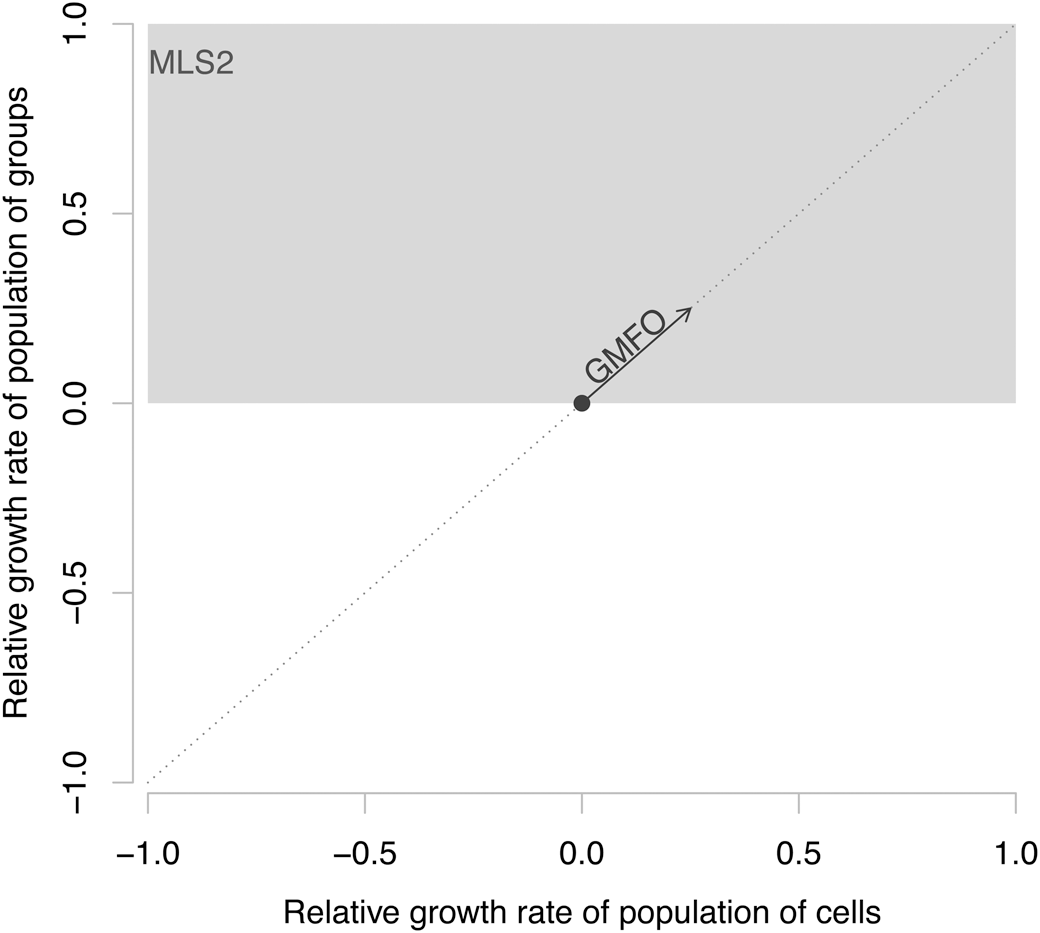 Relative growth rate of population of groups
1.0
0.5
0.0
−0.5
−1.0
MLS2
GMFO
−1.0 −0.5 0.0 0.5 1.0
Relative growth rate of population of cells